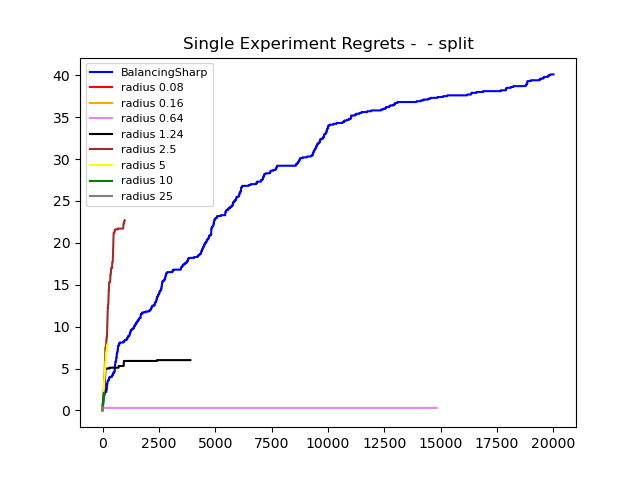 Single Experiment Regrets -  - split
BalancingSharp
radius 0.08
radius 0.16
radius 0.64
radius 1.24
radius 2.5
radius 5
radius 10
radius 25
40
35
30
25
20
15
10
5
0
0 2500 5000 7500 10000 12500 15000 17500 20000